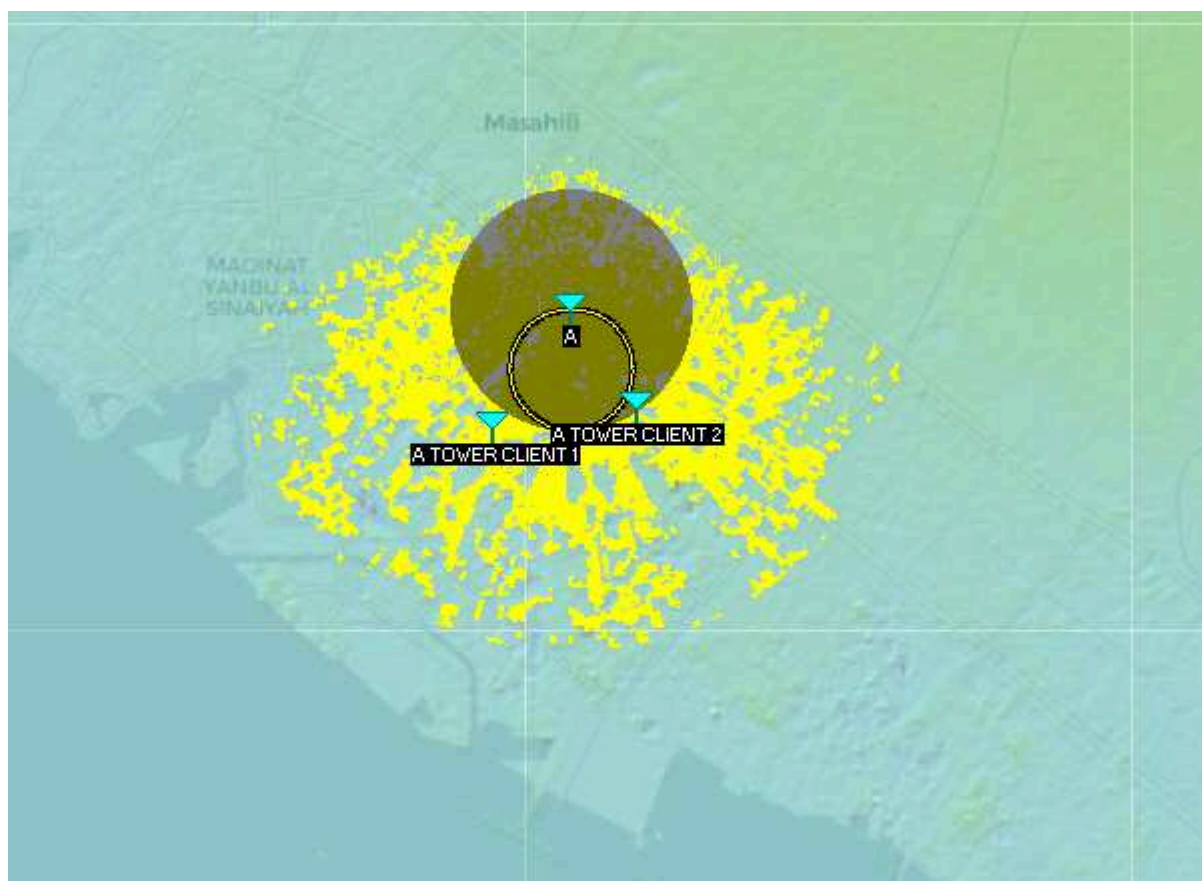 Masahili
MADINAT
YANBU AL
SINAIYAH
A
A TOWER CLIENT 2
A TOWER CLIENT 1